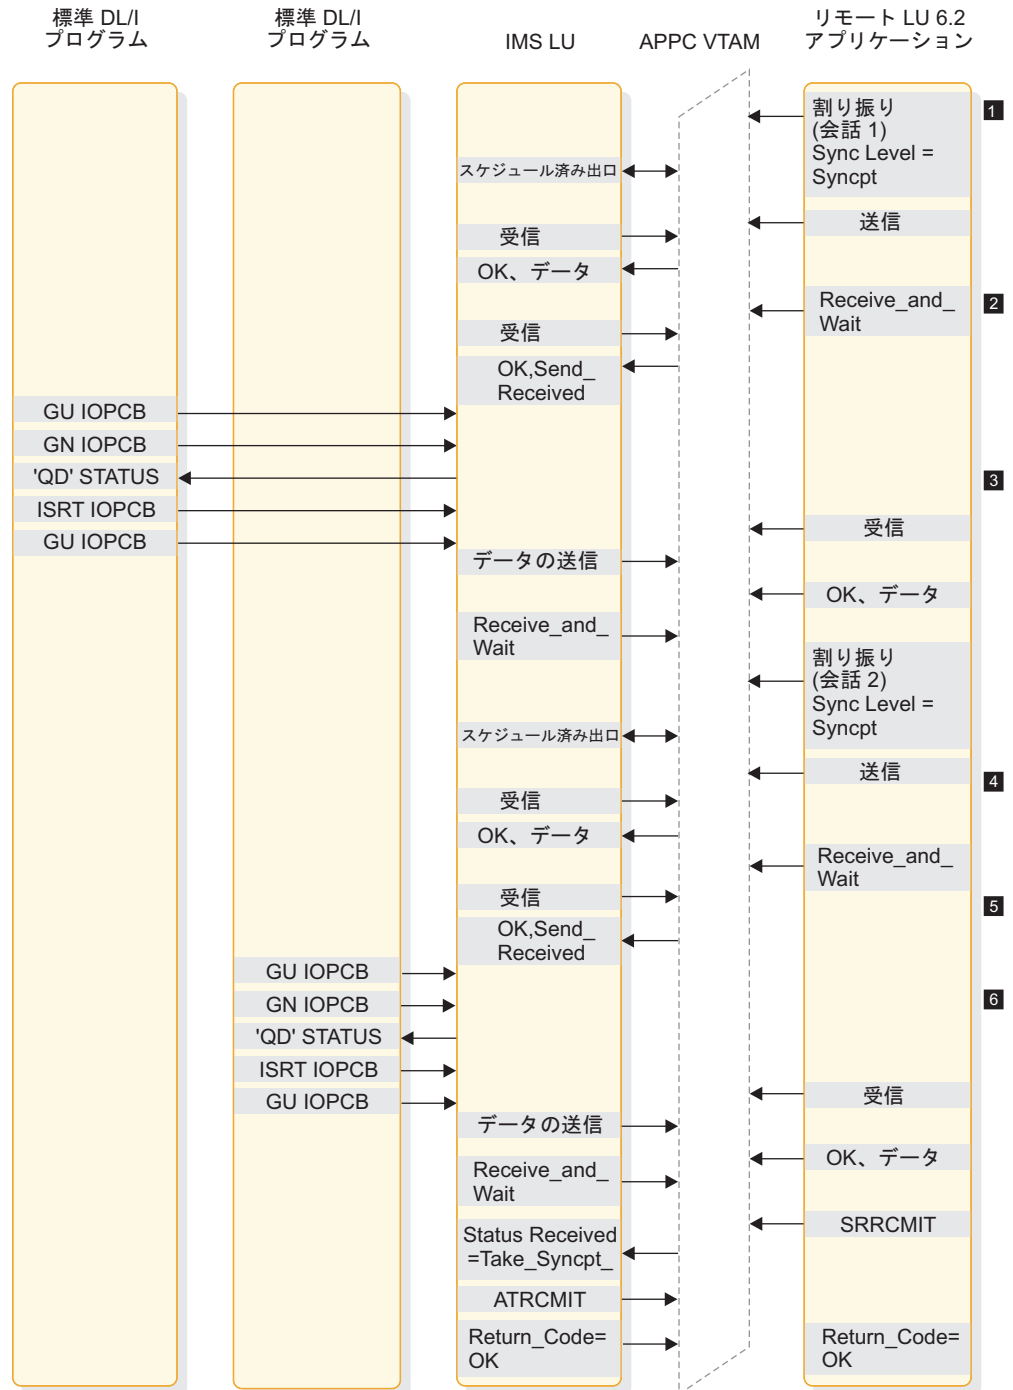 標準 DL/I
プログラム
標準 DL/I
プログラム
IMS LU
APPC VTAM
リモート LU 6.2
アプリケーション
割り振り
(会話 1)
Sync Level =
Syncpt
1
スケジュール済み出口
送信
受信
OK、データ
Receive_and_
Wait
2
受信
OK,Send_
Received
GU IOPCB
GN IOPCB
'QD' STATUS
3
ISRT IOPCB
受信
GU IOPCB
データの送信
OK、データ
Receive_and_
Wait
割り振り
(会話 2)
Sync Level =
Syncpt
スケジュール済み出口
送信
4
受信
OK、データ
Receive_and_
Wait
受信
5
OK,Send_
Received
GU IOPCB
GN IOPCB
6
'QD' STATUS
ISRT IOPCB
受信
GU IOPCB
データの送信
OK、データ
Receive_and_
Wait
SRRCMIT
Status Received
=Take_Syncpt_
ATRCMIT
Return_Code=
OK
Return_Code=
OK